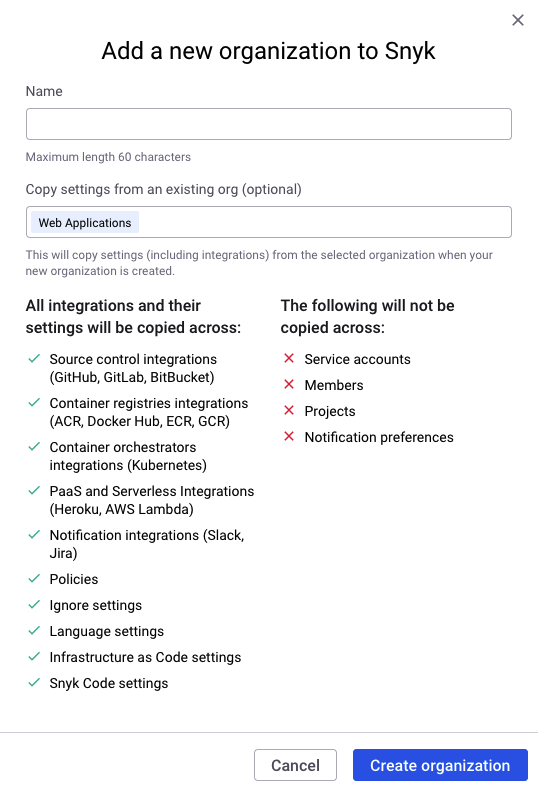 Add a new organization to Snyk
Name
Maximum length 60 characters
Copy settings from an existing org (optional)
Web Applications
This will copy settings (including integrations) from the selected organization when your
new organization is created.
All integrations and their
settings will be copied across:
Source control integrations
(GitHub, GitLab, BitBucket)
Container registries integrations
(ACR, Docker Hub, ECR, GCR)
Container orchestrators
integrations (Kubernetes)
PaaS and Serverless Integrations
(Heroku, AWS Lambda)
Notification integrations (Slack,
Jira)
Policies
Ignore settings
Language settings
Infrastructure as Code settings
Snyk Code settings
The following will not be
copied across:
Service accounts
Members
Projects
Notification preferences
Cancel
Create organization